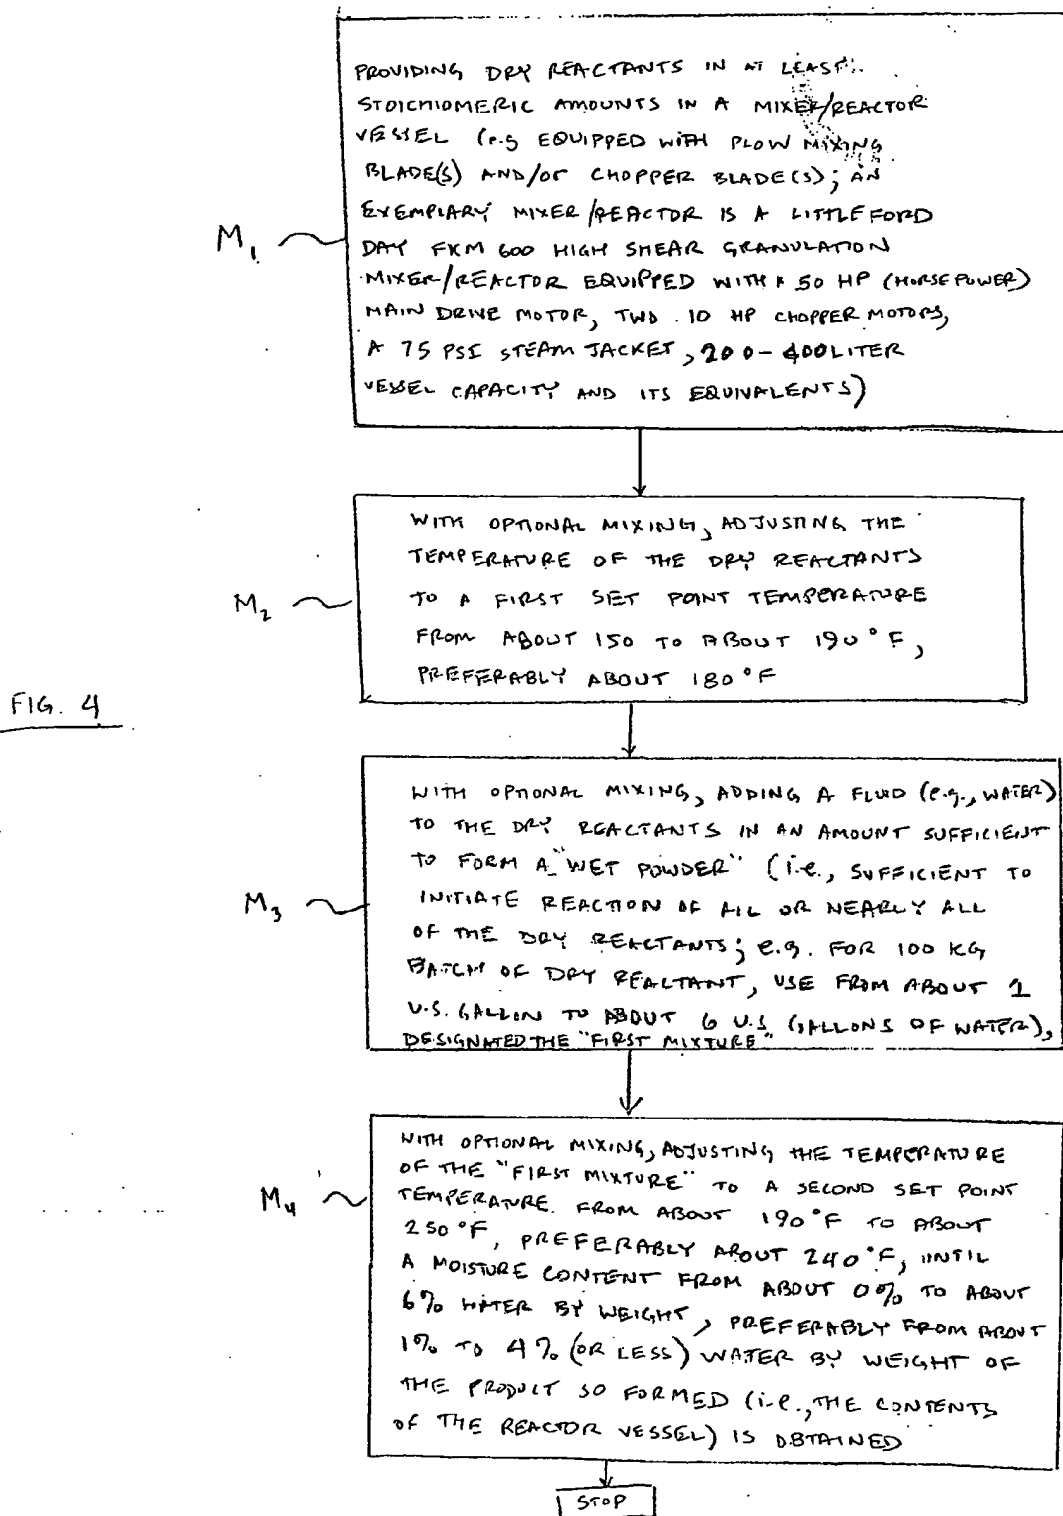 PROVIDING DRY REACTANTS IN AT LEAST
STOICHIOMERIC AMOUNTS IN A MIXER/REACTOR
VESSEL (e.g EQUIPPED WITH PLOW MIXING
BLADE(S) AND/OR CHOPPER BLADE(S); AN
EXEMPLARY MIXER/REACTOR IS A LITTLEFORD
DAY FKM 600 HIGH SHEAR GRANULATION
MIXER/REACTOR EQUIPPED WITH A 50 HP (HORSEPOWER)
MAIN DRIVE MOTOR, TWO 10 HP CHOPPER MOTORS,
A 75 PSI STEAM JACKET, 200-400 LITER
VESSEL CAPACITY AND ITS EQUIVALENTS)
M1
WITH OPTIONAL MIXING, ADJUSTING THE
TEMPERATURE OF THE DRY REACTANTS
TO A FIRST SET POINT TEMPERATURE
FROM ABOUT 150 TO ABOUT 190°F,
PREFERABLY ABOUT 180°F
M2
FIG. 4
WITH OPTIONAL MIXING, ADDING A FLUID (e.g., WATER)
TO THE DRY REACTANTS IN AN AMOUNT SUFFICIENT
TO FORM A "WET POWDER" (i.e., SUFFICIENT TO
INITIATE REACTION OF ALL OR NEARLY ALL
OF THE DRY REACTANTS; e.g. FOR 100 KG
BATCH OF DRY REACTANT, USE FROM ABOUT 1
U.S. GALLON TO ABOUT 6 U.S. GALLONS OF WATER),
DESIGNATED THE "FIRST MIXTURE"
M3
WITH OPTIONAL MIXING, ADJUSTING THE TEMPERATURE
OF THE "FIRST MIXTURE" TO A SECOND SET POINT
TEMPERATURE FROM ABOUT 190°F TO ABOUT
250°F, PREFERABLY ABOUT 240°F, UNTIL
A MOISTURE CONTENT FROM ABOUT 0% TO ABOUT
6% WATER BY WEIGHT, PREFERABLY FROM ABOUT
1% TO 4% (OR LESS) WATER BY WEIGHT OF
THE PRODUCT SO FORMED (i.e., THE CONTENTS
OF THE REACTOR VESSEL) IS OBTAINED
M4
STOP